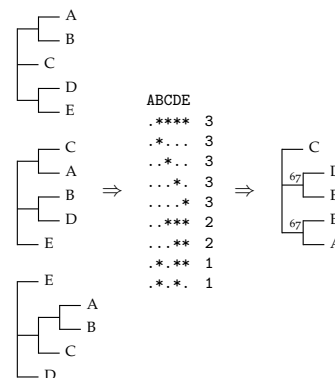 A
B
C
D
E
C
A
B
D
E
E
A
B
C
D
⇒
ABCDE
.**** 3
.*... 3
..*.. 3
...*. 3
....* 3
..*** 2
...** 2
.*.** 1
.*.*. 1
⇒
C
67
67
A